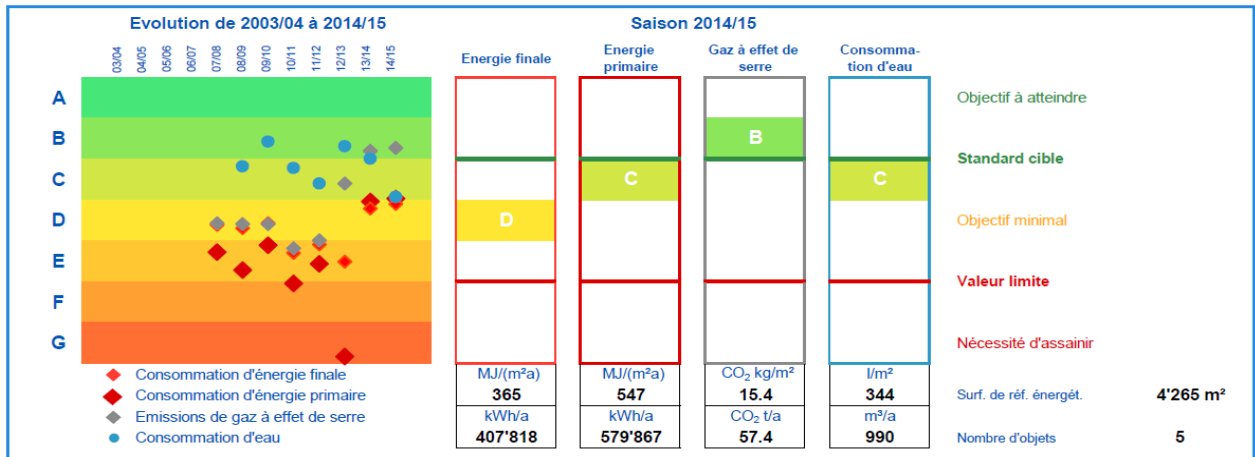 Evolution de 2003/04 à 2014/15
Saison 2014/15
03/04
04/05
05/06
06/07
07/08
08/09
09/10
10/11
11/12
12/13
13/14
14/15
Energie finale
Energie
primaire
Gaz à effet de
serre
Consomma-
tion d'eau
A
B
C
D
E
F
G
D
C
B
C
Objectif à atteindre
Standard cible
Objectif minimal
Valeur limite
Nécessité d'assainir
Consommation d'énergie finale
Consommation d'énergie primaire
Emissions de gaz à effet de serre
Consommation d'eau
MJ/(m²a)
365
kWh/a
407'818
MJ/(m²a)
547
kWh/a
579'867
CO₂ kg/m²
15.4
CO₂ t/a
57.4
l/m²
344
m³/a
990
Surf. de réf. énergét. 4'265 m²
Nombre d'objets 5